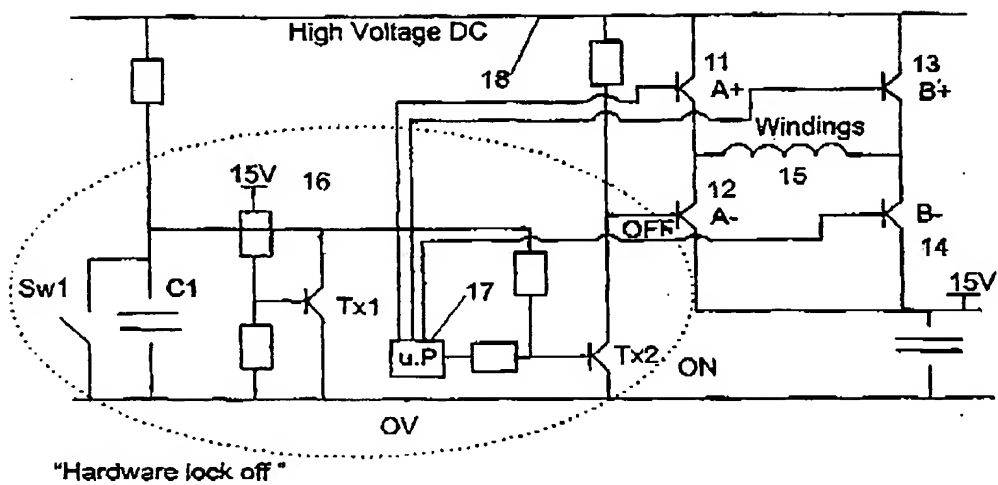 High Voltage DC
18
11
A+
13
B+
Windings
15
15V
16
12
A-
OFF
B-
14
Sw1
C1
Tx1
17
u.P
Tx2
ON
15V
OV
"Hardware lock off"